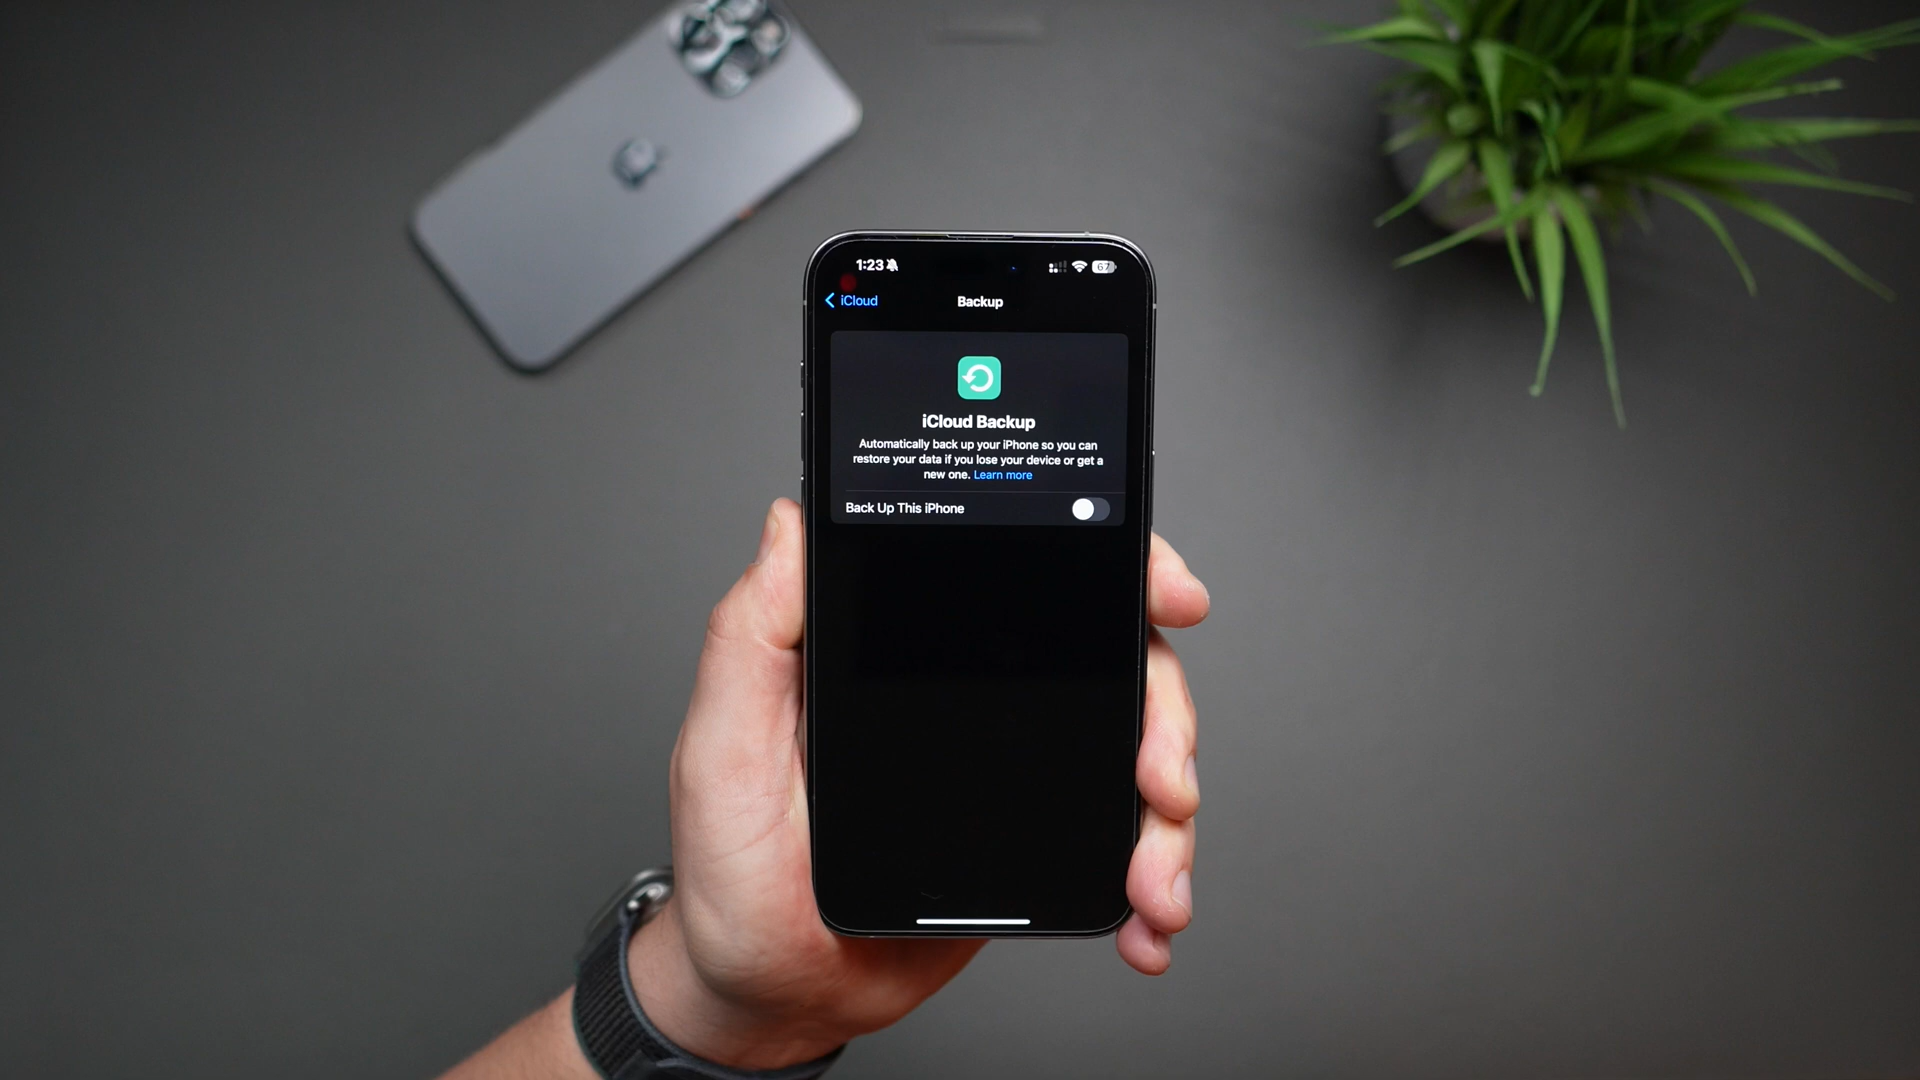 1:23
67
iCloud
Backup
iCloud Backup
Automatically back up your iPhone so you can
restore your data if you lose your device or get a
new one. Learn more
Back Up This iPhone